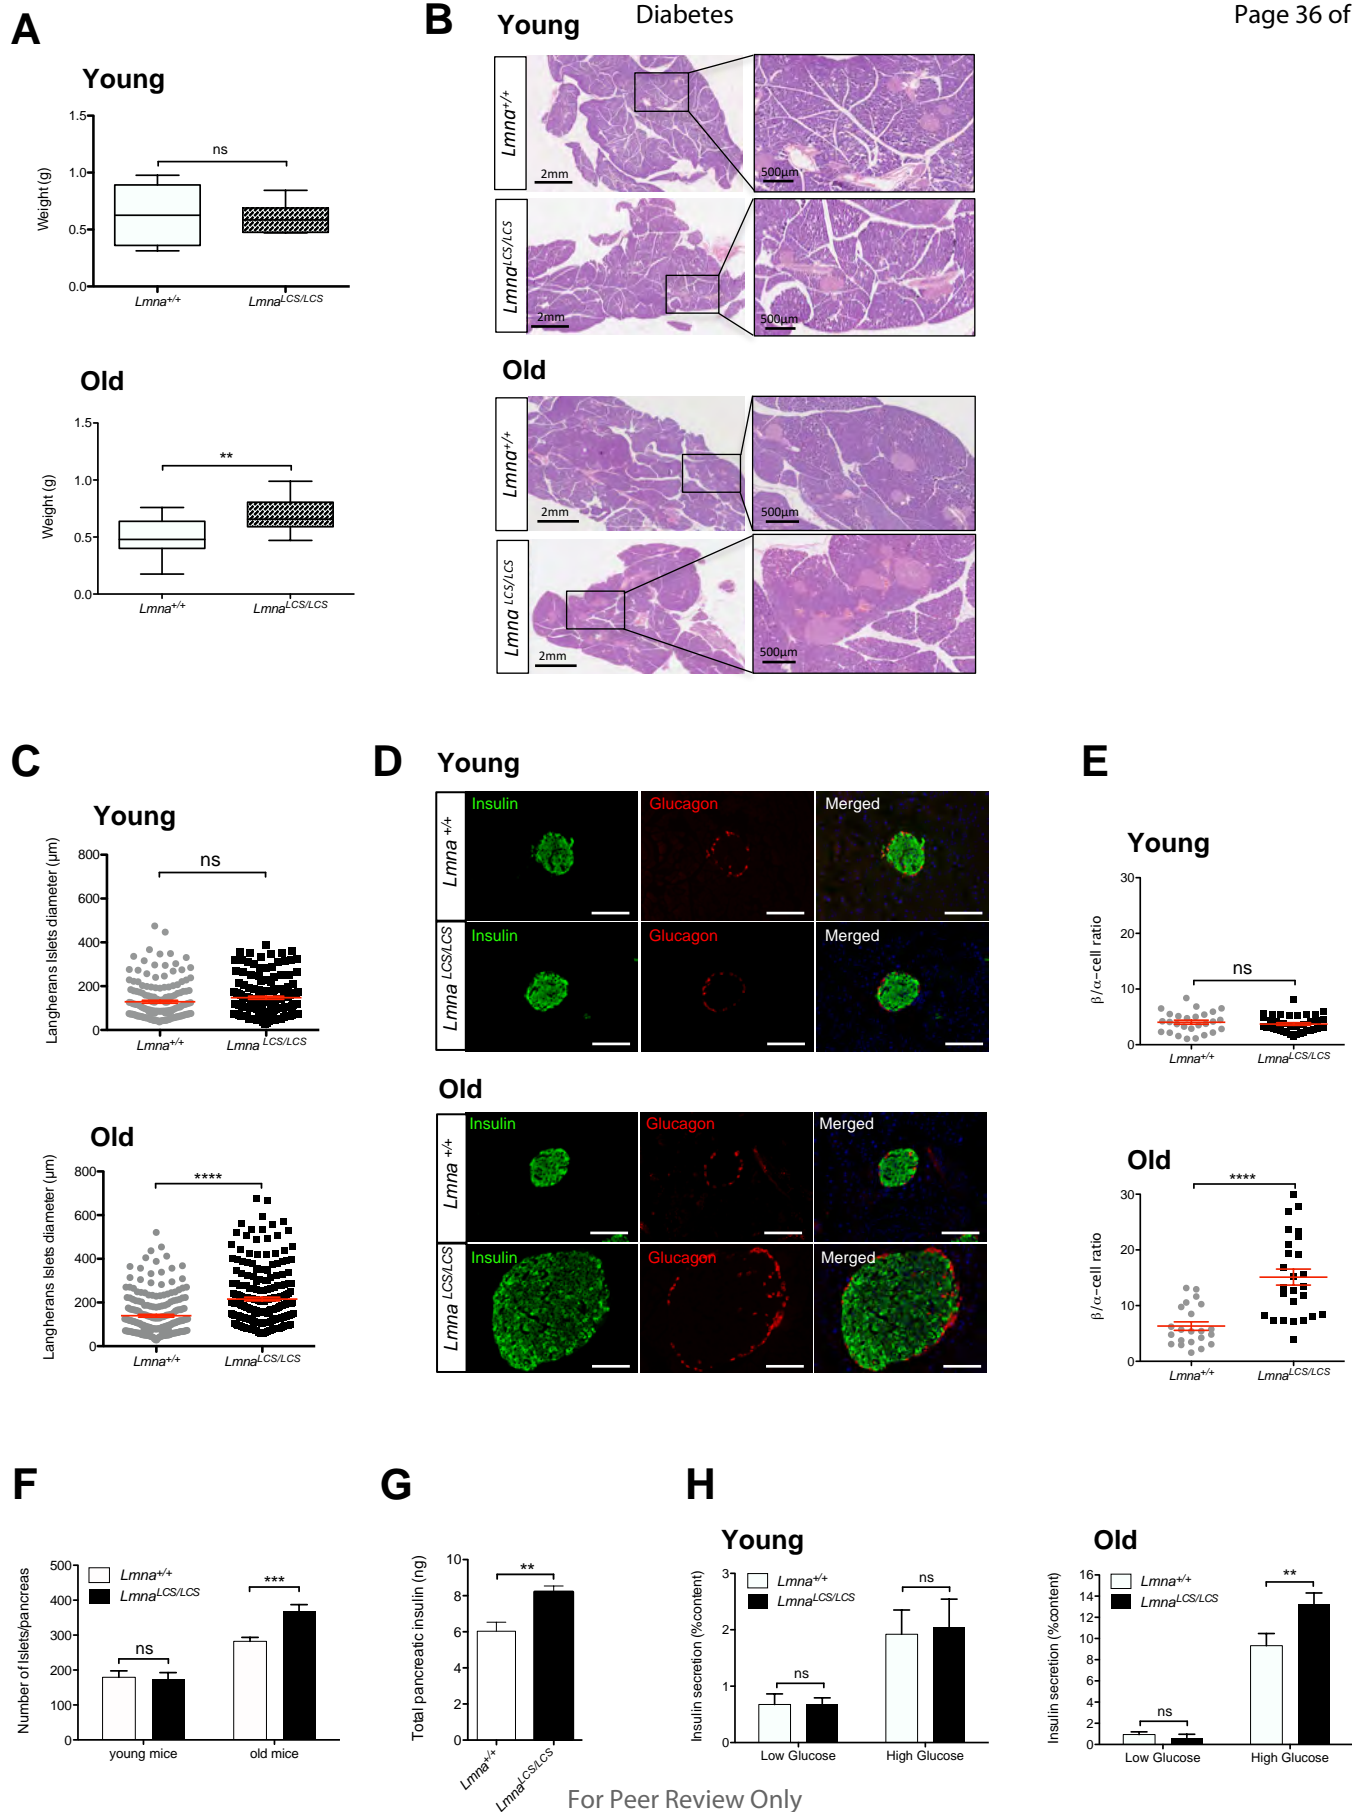 Diabetes
Page 36 of
A
Young
Weight (g)
1.5
1.0
0.5
0.0
ns
Lmna+/+
LmnaLCS/LCS
Old
Weight (g)
1.5
1.0
0.5
0.0
**
Lmna+/+
LmnaLCS/LCS
B
Young
Lmna+/+
2mm
500µm
LmnaLCS/LCS
2mm
500µm
Old
Lmna+/+
2mm
500µm
Lmna LCS/LCS
2mm
500µm
C
Young
Langherans Islets diameter (µm)
800
600
400
200
0
ns
Lmna+/+
Lmna LCS/LCS
Old
Langherans Islets diameter (µm)
800
600
400
200
0
****
Lmna+/+
LmnaLCS/LCS
D
Young
Lmna +/+
Insulin
Glucagon
Merged
Lmna LCS/LCS
Insulin
Glucagon
Merged
Old
Lmna +/+
Insulin
Glucagon
Merged
Lmna LCS/LCS
Insulin
Glucagon
Merged
E
Young
β/α-cell ratio
30
20
10
0
ns
Lmna+/+
LmnaLCS/LCS
Old
β/α-cell ratio
30
20
10
0
****
Lmna+/+
LmnaLCS/LCS
F
Number of Islets/pancreas
500
400
300
200
100
0
Lmna+/+
LmnaLCS/LCS
ns
***
young mice
old mice
G
Total pancreatic insulin (ng)
10
8
6
4
2
0
**
Lmna+/+
LmnaLCS/LCS
H
Young
Insulin secretion (%content)
3
2
1
0
Lmna+/+
LmnaLCS/LCS
ns
ns
Low Glucose
High Glucose
Old
Insulin secretion (%content)
16
14
12
10
8
6
4
2
0
Lmna+/+
LmnaLCS/LCS
ns
**
Low Glucose
High Glucose
For Peer Review Only